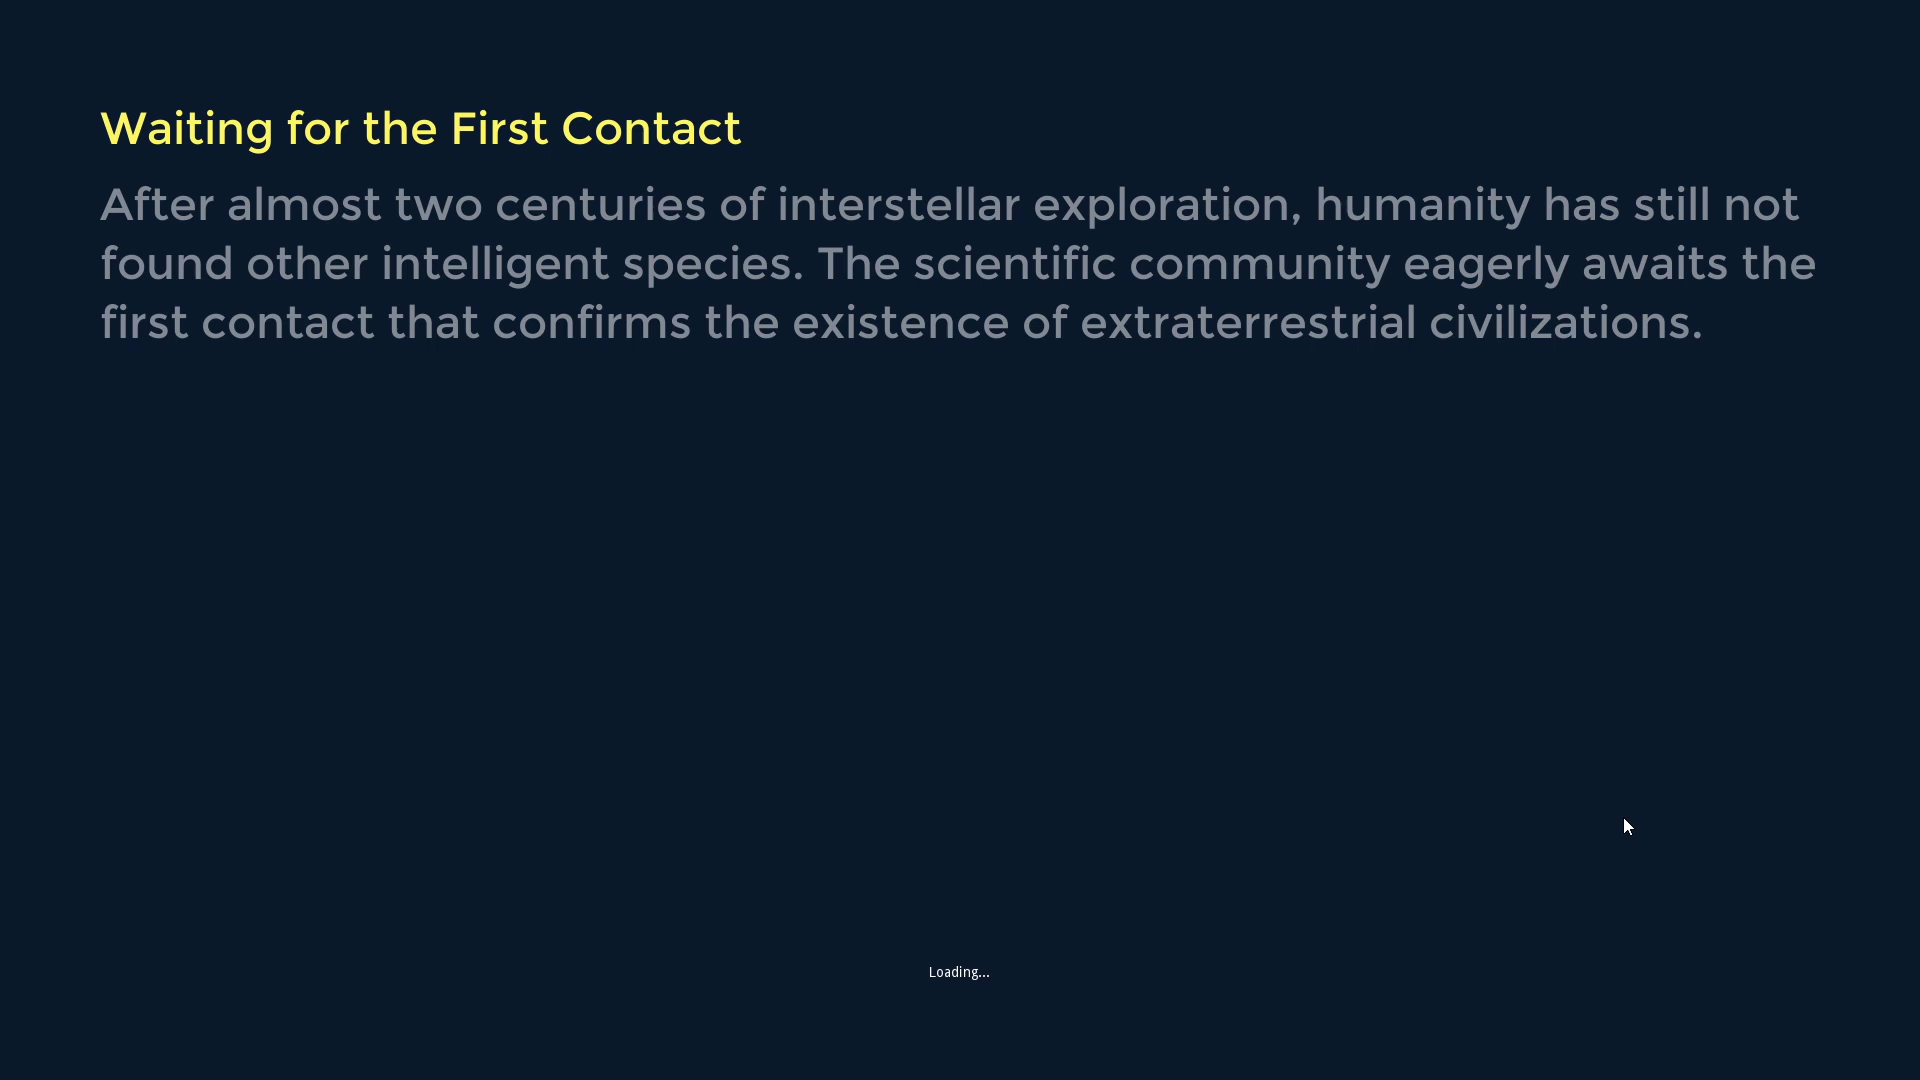 Waiting for the First Contact
After almost two centuries of interstellar exploration, humanity has still not
found other intelligent species. The scientific community eagerly awaits the
first contact that confirms the existence of extraterrestrial civilizations.
Loading...